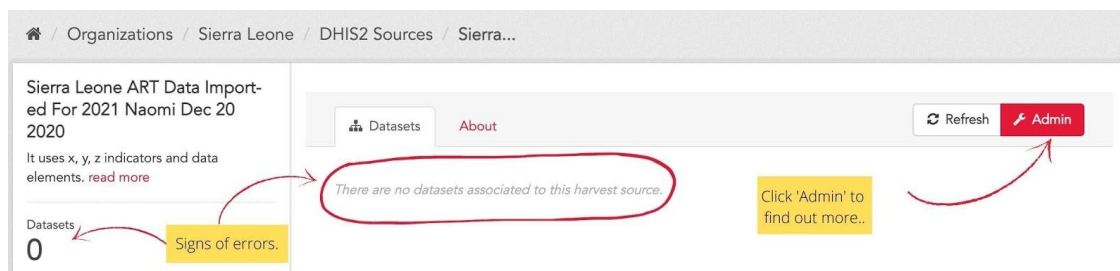 / Organizations / Sierra Leone / DHIS2 Sources / Sierra...
Sierra Leone ART Data Import-
ed For 2021 Naomi Dec 20
2020
It uses x, y, z indicators and data
elements. read more
Datasets
0
Signs of errors.
Datasets
About
Refresh
Admin
There are no datasets associated to this harvest source.
Click 'Admin' to
find out more..